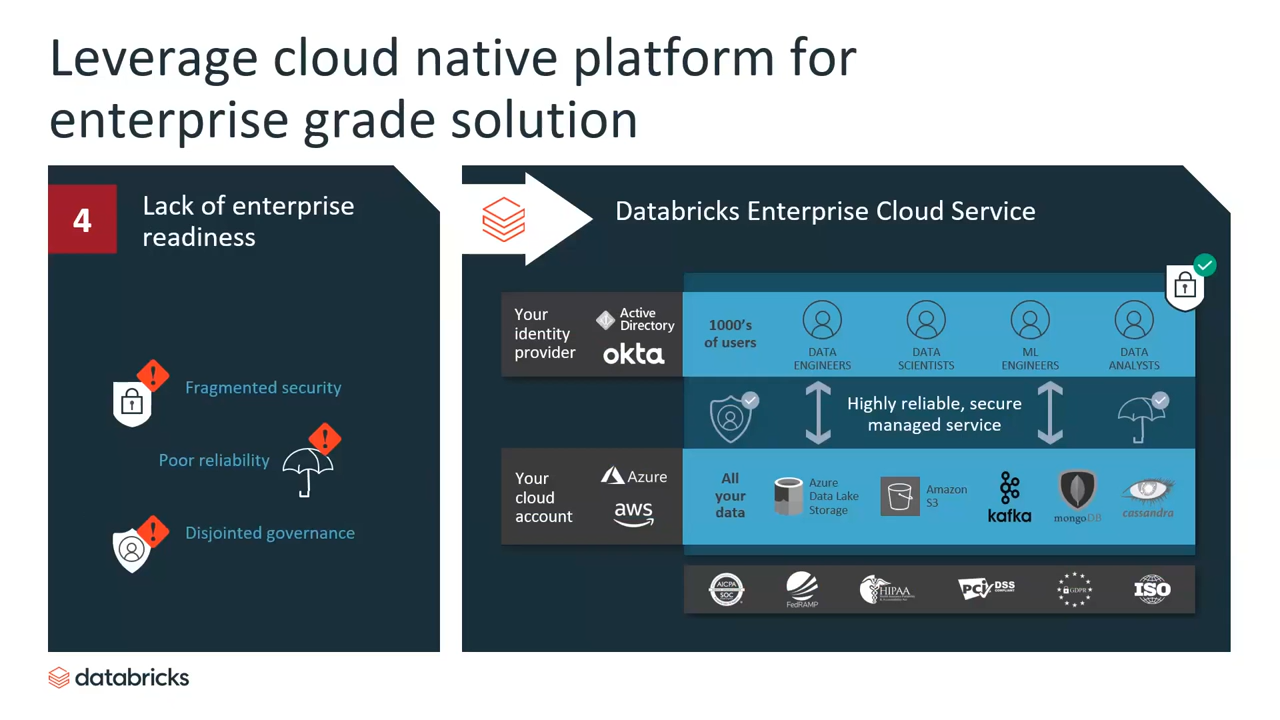 Leverage cloud native platform for
enterprise grade solution
4
Lack of enterprise
readiness
Fragmented security
Poor reliability
Disjointed governance
Databricks Enterprise Cloud Service
Your
identity
provider
Active
Directory
okta
1000's
of users
DATA
ENGINEERS
DATA
SCIENTISTS
ML
ENGINEERS
DATA
ANALYSTS
Highly reliable, secure
managed service
Your
cloud
account
Azure
aws
All
your
data
Azure
Data Lake
Storage
Amazon
S3
kafka
mongoDB
cassandra
AICPA
SOC
FedRAMP
HIPAA
PCI DSS
COMPLIANT
GDPR
ISO
databricks